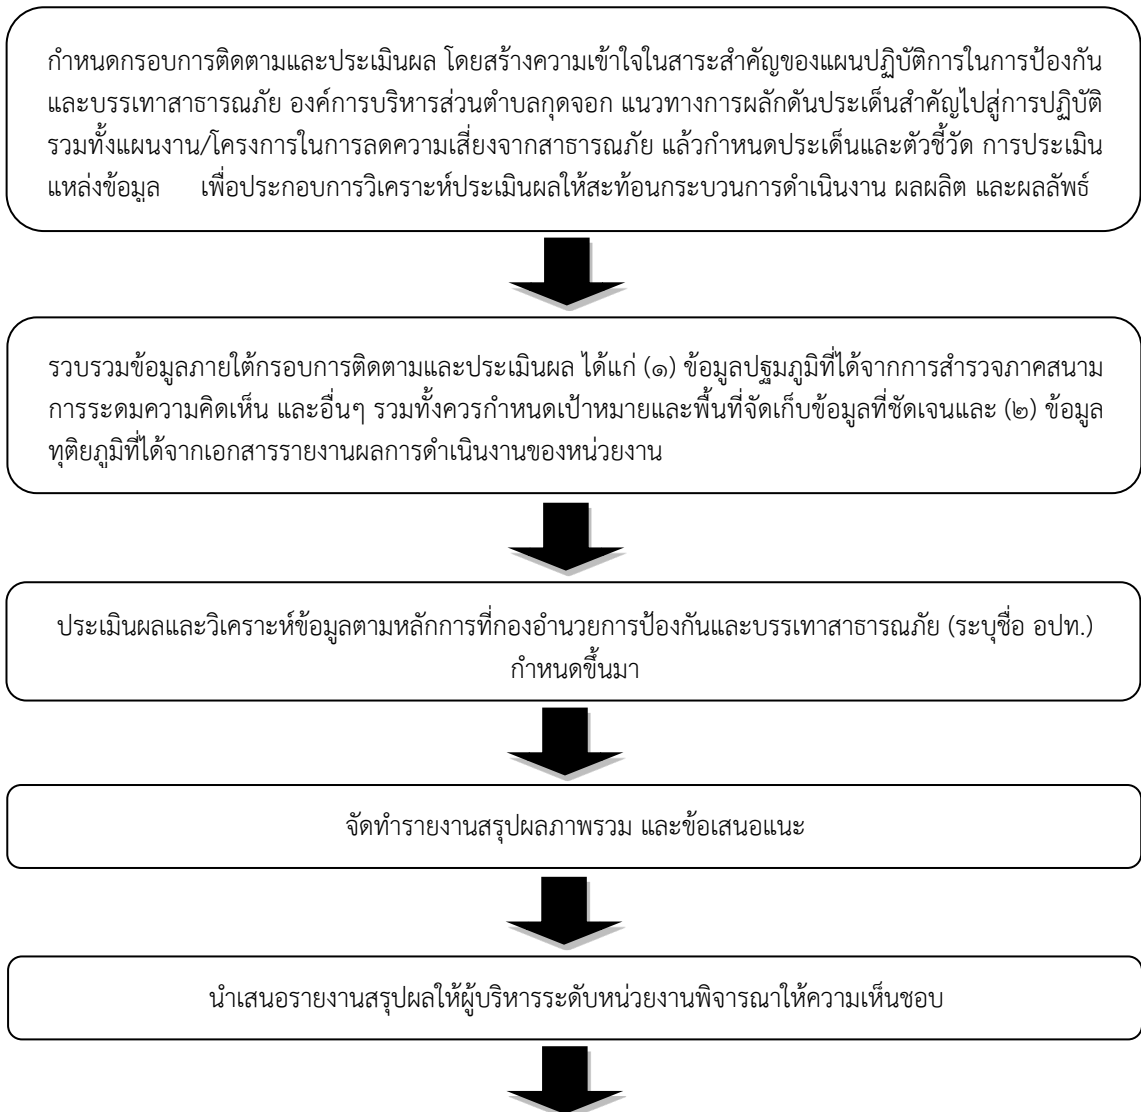 กำหนดกรอบการติดตามและประเมินผล โดยสร้างความเข้าใจในสาระสำคัญของแผนปฏิบัติการในการป้องกัน
และบรรเทาสาธารณภัย องค์การบริหารส่วนตำบลกุดจอก แนวทางการผลักดันประเด็นสำคัญไปสู่การปฏิบัติ
รวมทั้งแผนงาน/โครงการในการลดความเสี่ยงจากสาธารณภัย แล้วกำหนดประเด็นและตัวชี้วัด การประเมิน
แหล่งข้อมูล เพื่อประกอบการวิเคราะห์ประเมินผลให้สะท้อนกระบวนการดำเนินงาน ผลผลิต และผลลัพธ์
รวบรวมข้อมูลภายใต้กรอบการติดตามและประเมินผล ได้แก่ (๑) ข้อมูลปฐมภูมิที่ได้จากการสำรวจภาคสนาม
การระดมความคิดเห็น และอื่นๆ รวมทั้งควรกำหนดเป้าหมายและพื้นที่จัดเก็บข้อมูลที่ชัดเจนและ (๒) ข้อมูล
ทุติยภูมิที่ได้จากเอกสารรายงานผลการดำเนินงานของหน่วยงาน
ประเมินผลและวิเคราะห์ข้อมูลตามหลักการที่กองอำนวยการป้องกันและบรรเทาสาธารณภัย (ระบุชื่อ อปท.)
กำหนดขึ้นมา
จัดทำรายงานสรุปผลภาพรวม และข้อเสนอแนะ
นำเสนอรายงานสรุปผลให้ผู้บริหารระดับหน่วยงานพิจารณาให้ความเห็นชอบ